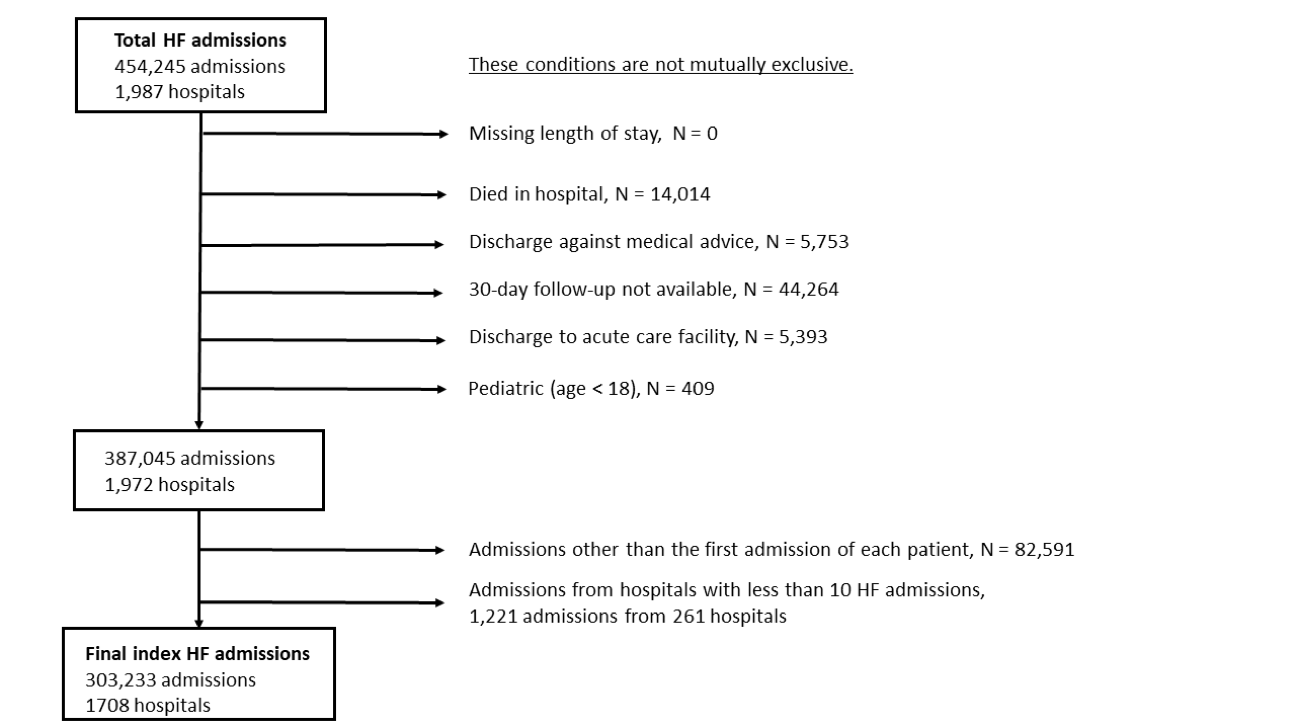 Total HF admissions
454,245 admissions
1,987 hospitals
These conditions are not mutually exclusive.
Missing length of stay, N = 0
Died in hospital, N = 14,014
Discharge against medical advice, N = 5,753
30-day follow-up not available, N = 44,264
Discharge to acute care facility, N = 5,393
Pediatric (age < 18), N = 409
387,045 admissions
1,972 hospitals
Admissions other than the first admission of each patient, N = 82,591
Admissions from hospitals with less than 10 HF admissions,
1,221 admissions from 261 hospitals
Final index HF admissions
303,233 admissions
1708 hospitals